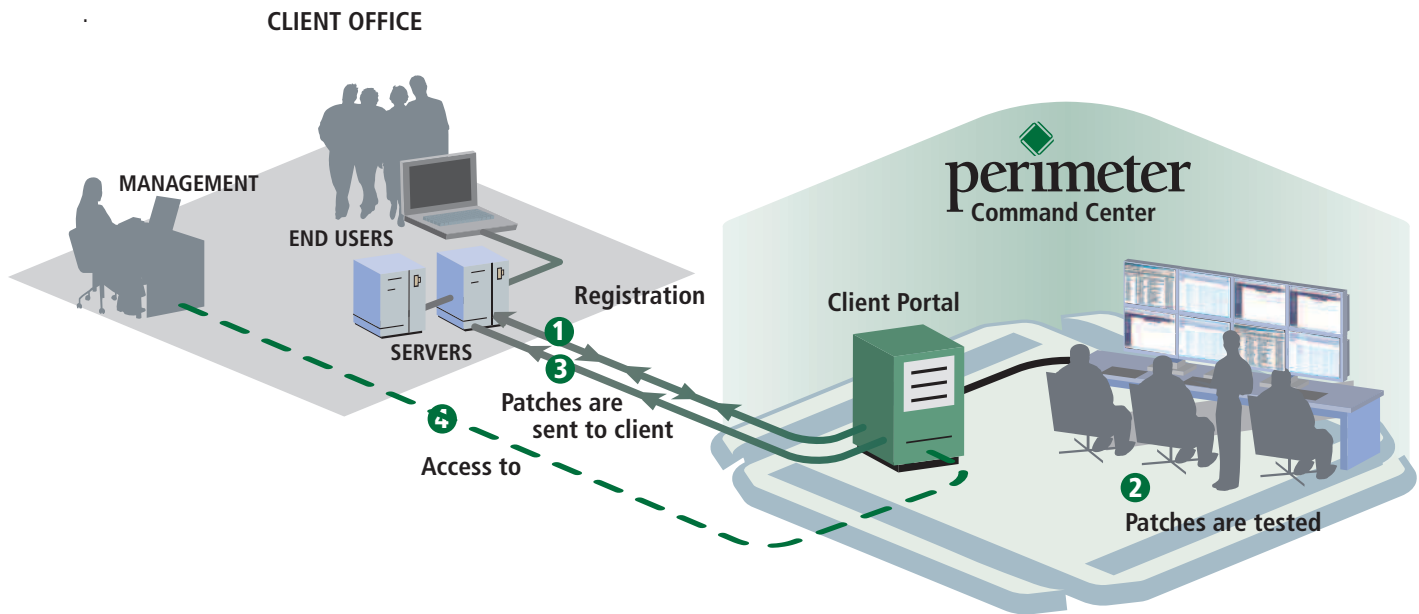 CLIENT OFFICE
MANAGEMENT
END USERS
SERVERS
perimeter
Command Center
Client Portal
Registration
1
3
Patches are
sent to client
4
Access to
2
Patches are tested